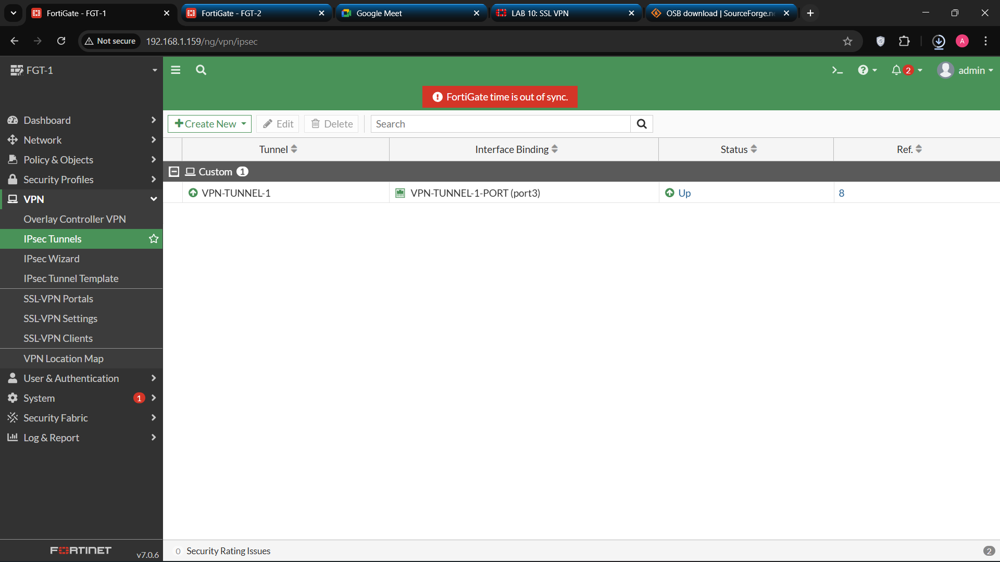 FortiGate - FGT-1
FortiGate - FGT-2
Google Meet
LAB 10: SSL VPN
OSB download | SourceForge.ne
Not secure
192.168.1.159/ng/vpn/ipsec
A
FGT-1
2
admin
FortiGate time is out of sync.
Dashboard
Network
Policy & Objects
Security Profiles
VPN
Overlay Controller VPN
IPsec Tunnels
IPsec Wizard
IPsec Tunnel Template
SSL-VPN Portals
SSL-VPN Settings
SSL-VPN Clients
VPN Location Map
User & Authentication
System 1
Security Fabric
Log & Report
FORTINET v7.0.6
Create New Edit Delete Search
Tunnel Interface Binding Status Ref.
Custom 1
VPN-TUNNEL-1 VPN-TUNNEL-1-PORT (port3) Up 8
0 Security Rating Issues 2